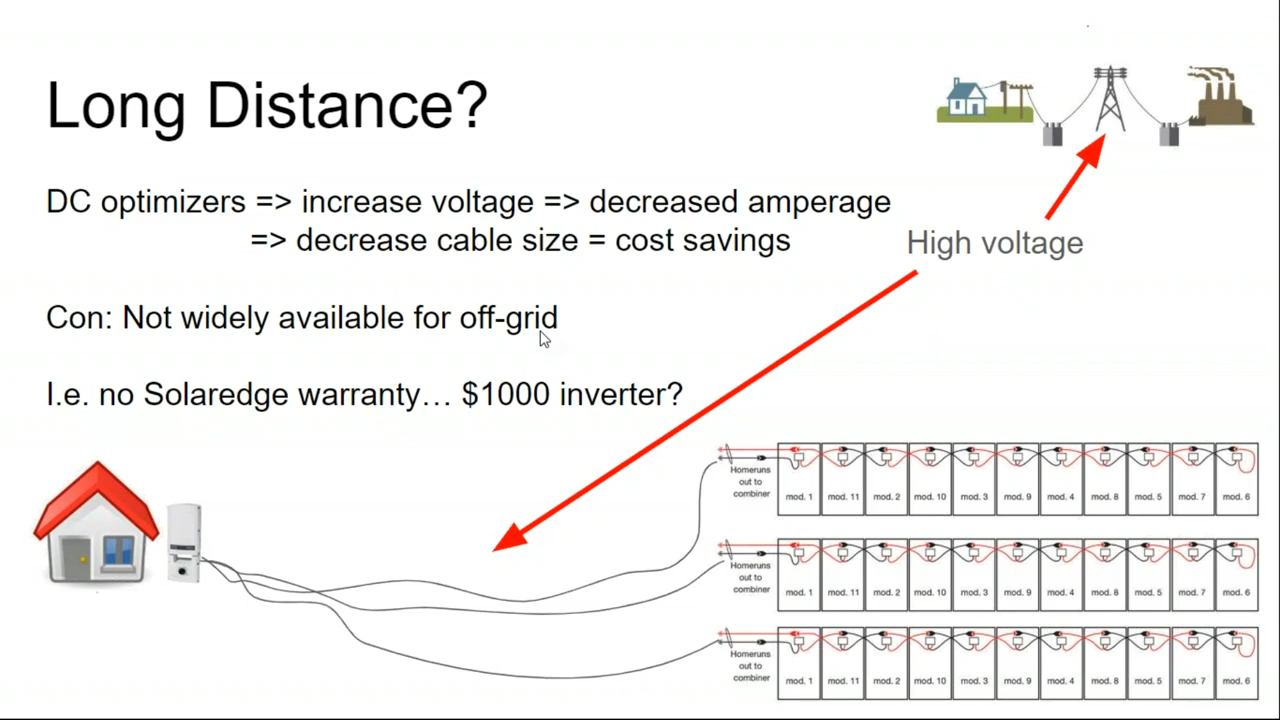 Long Distance?
DC optimizers => increase voltage => decreased amperage
=> decrease cable size = cost savings
High voltage
Con: Not widely available for off-grid
I.e. no Solaredge warranty… $1000 inverter?
Homeruns
out to
combiner
mod. 1 mod. 11 mod. 2 mod. 10 mod. 3 mod. 9 mod. 4 mod. 8 mod. 5 mod. 7 mod. 6
Homeruns
out to
combiner
mod. 1 mod. 11 mod. 2 mod. 10 mod. 3 mod. 9 mod. 4 mod. 8 mod. 5 mod. 7 mod. 6
Homeruns
out to
combiner
mod. 1 mod. 11 mod. 2 mod. 10 mod. 3 mod. 9 mod. 4 mod. 8 mod. 5 mod. 7 mod. 6